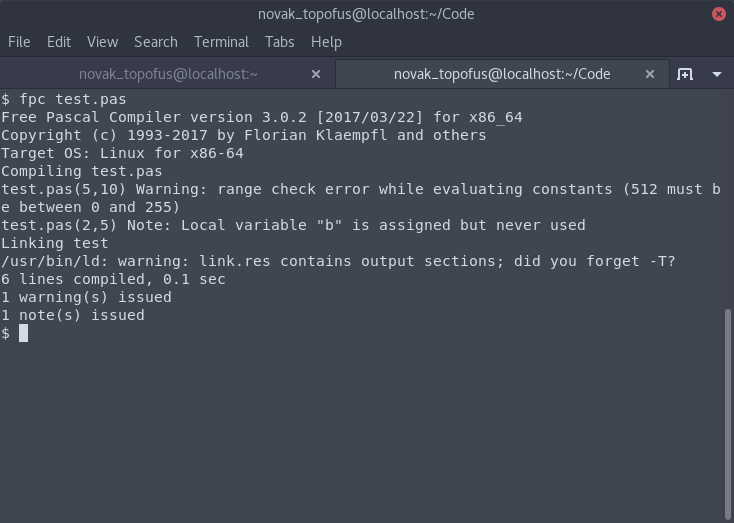 novak_topofus@localhost:~/Code
File Edit View Search Terminal Tabs Help
novak_topofus@localhost:~ novak_topofus@localhost:~/Code
$ fpc test.pas
Free Pascal Compiler version 3.0.2 [2017/03/22] for x86_64
Copyright (c) 1993-2017 by Florian Klaempfl and others
Target OS: Linux for x86-64
Compiling test.pas
test.pas(5,10) Warning: range check error while evaluating constants (512 must b
e between 0 and 255)
test.pas(2,5) Note: Local variable "b" is assigned but never used
Linking test
/usr/bin/ld: warning: link.res contains output sections; did you forget -T?
6 lines compiled, 0.1 sec
1 warning(s) issued
1 note(s) issued
$